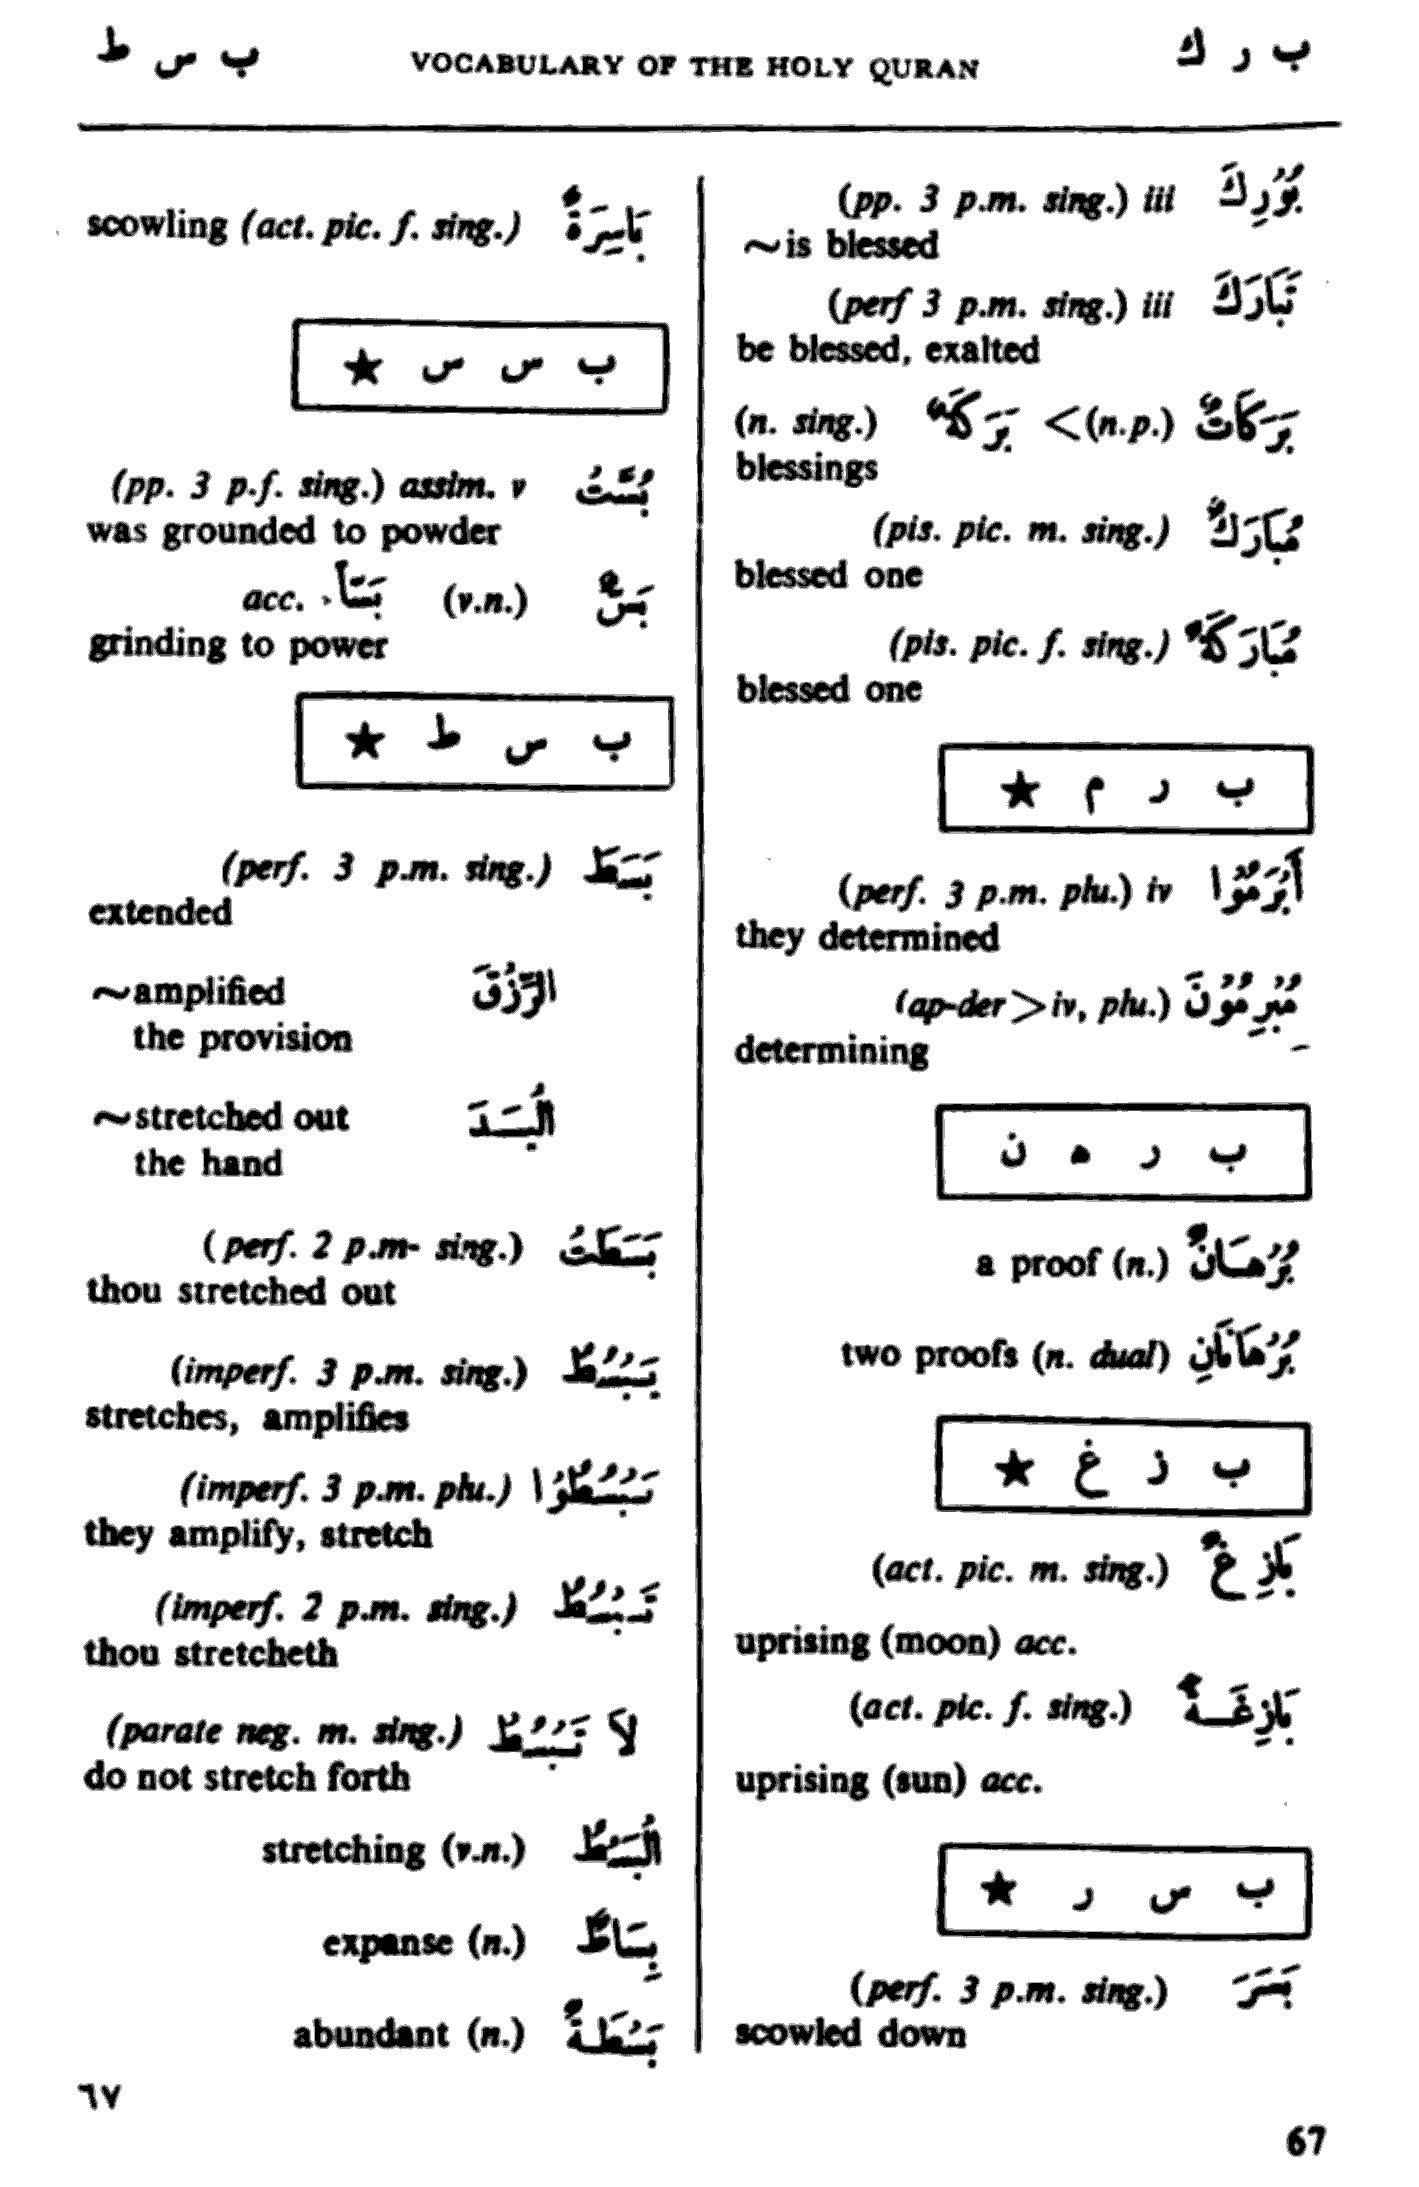 ب ر ك VOCABULARY OF THE HOLY QURAN ب س ط
بُوْرِكَ (pp. 3 p.m. sing.) iii
~is blessed
تَبَارَكَ (perf 3 p.m. sing.) iii
be blessed, exalted
بَرَكَاتٌ (n.p.) < بَرَكَةٌ (n. sing.)
blessings
مُبَارَكٌ (pis. pic. m. sing.)
blessed one
مُبَارَكَةٌ (pis. pic. f. sing.)
blessed one
ب ر م ★
أَبْرَمُوْا (perf. 3 p.m. plu.) iv
they determined
مُبْرِمُوْنَ (ap-der > iv, plu.)
determining
ب ر ه ن
بُرْهَانٌ a proof (n.)
بُرْهَانَانِ two proofs (n. dual)
ب ز غ ★
بَازِغٌ (act. pic. m. sing.)
uprising (moon) acc.
بَازِغَةٌ (act. pic. f. sing.)
uprising (sun) acc.
ب س ر ★
بَسَرَ (perf. 3 p.m. sing.)
scowled down
بَاسِرَةٌ scowling (act. pic. f. sing.)
ب س س ★
بُسَّتْ (pp. 3 p.f. sing.) assim. v
was grounded to powder
بَسٌّ (v.n.) بَسًّا acc.
grinding to power
ب س ط ★
بَسَطَ (perf. 3 p.m. sing.)
extended
الرِّزْقَ ~amplified
the provision
~stretched out
the hand
بَسَطْتَ (perf. 2 p.m- sing.)
thou stretched out
يَبْسُطُ (imperf. 3 p.m. sing.)
stretches, amplifies
يَبْسُطُوْا (imperf. 3 p.m. plu.)
they amplify, stretch
تَبْسُطُ (imperf. 2 p.m. sing.)
thou stretcheth
لاَ تَبْسُطْ (parate neg. m. sing.)
do not stretch forth
الْبَسْطُ stretching (v.n.)
بِسَاطٌ expanse (n.)
بَسْطَةٌ abundant (n.)
٦٧
67